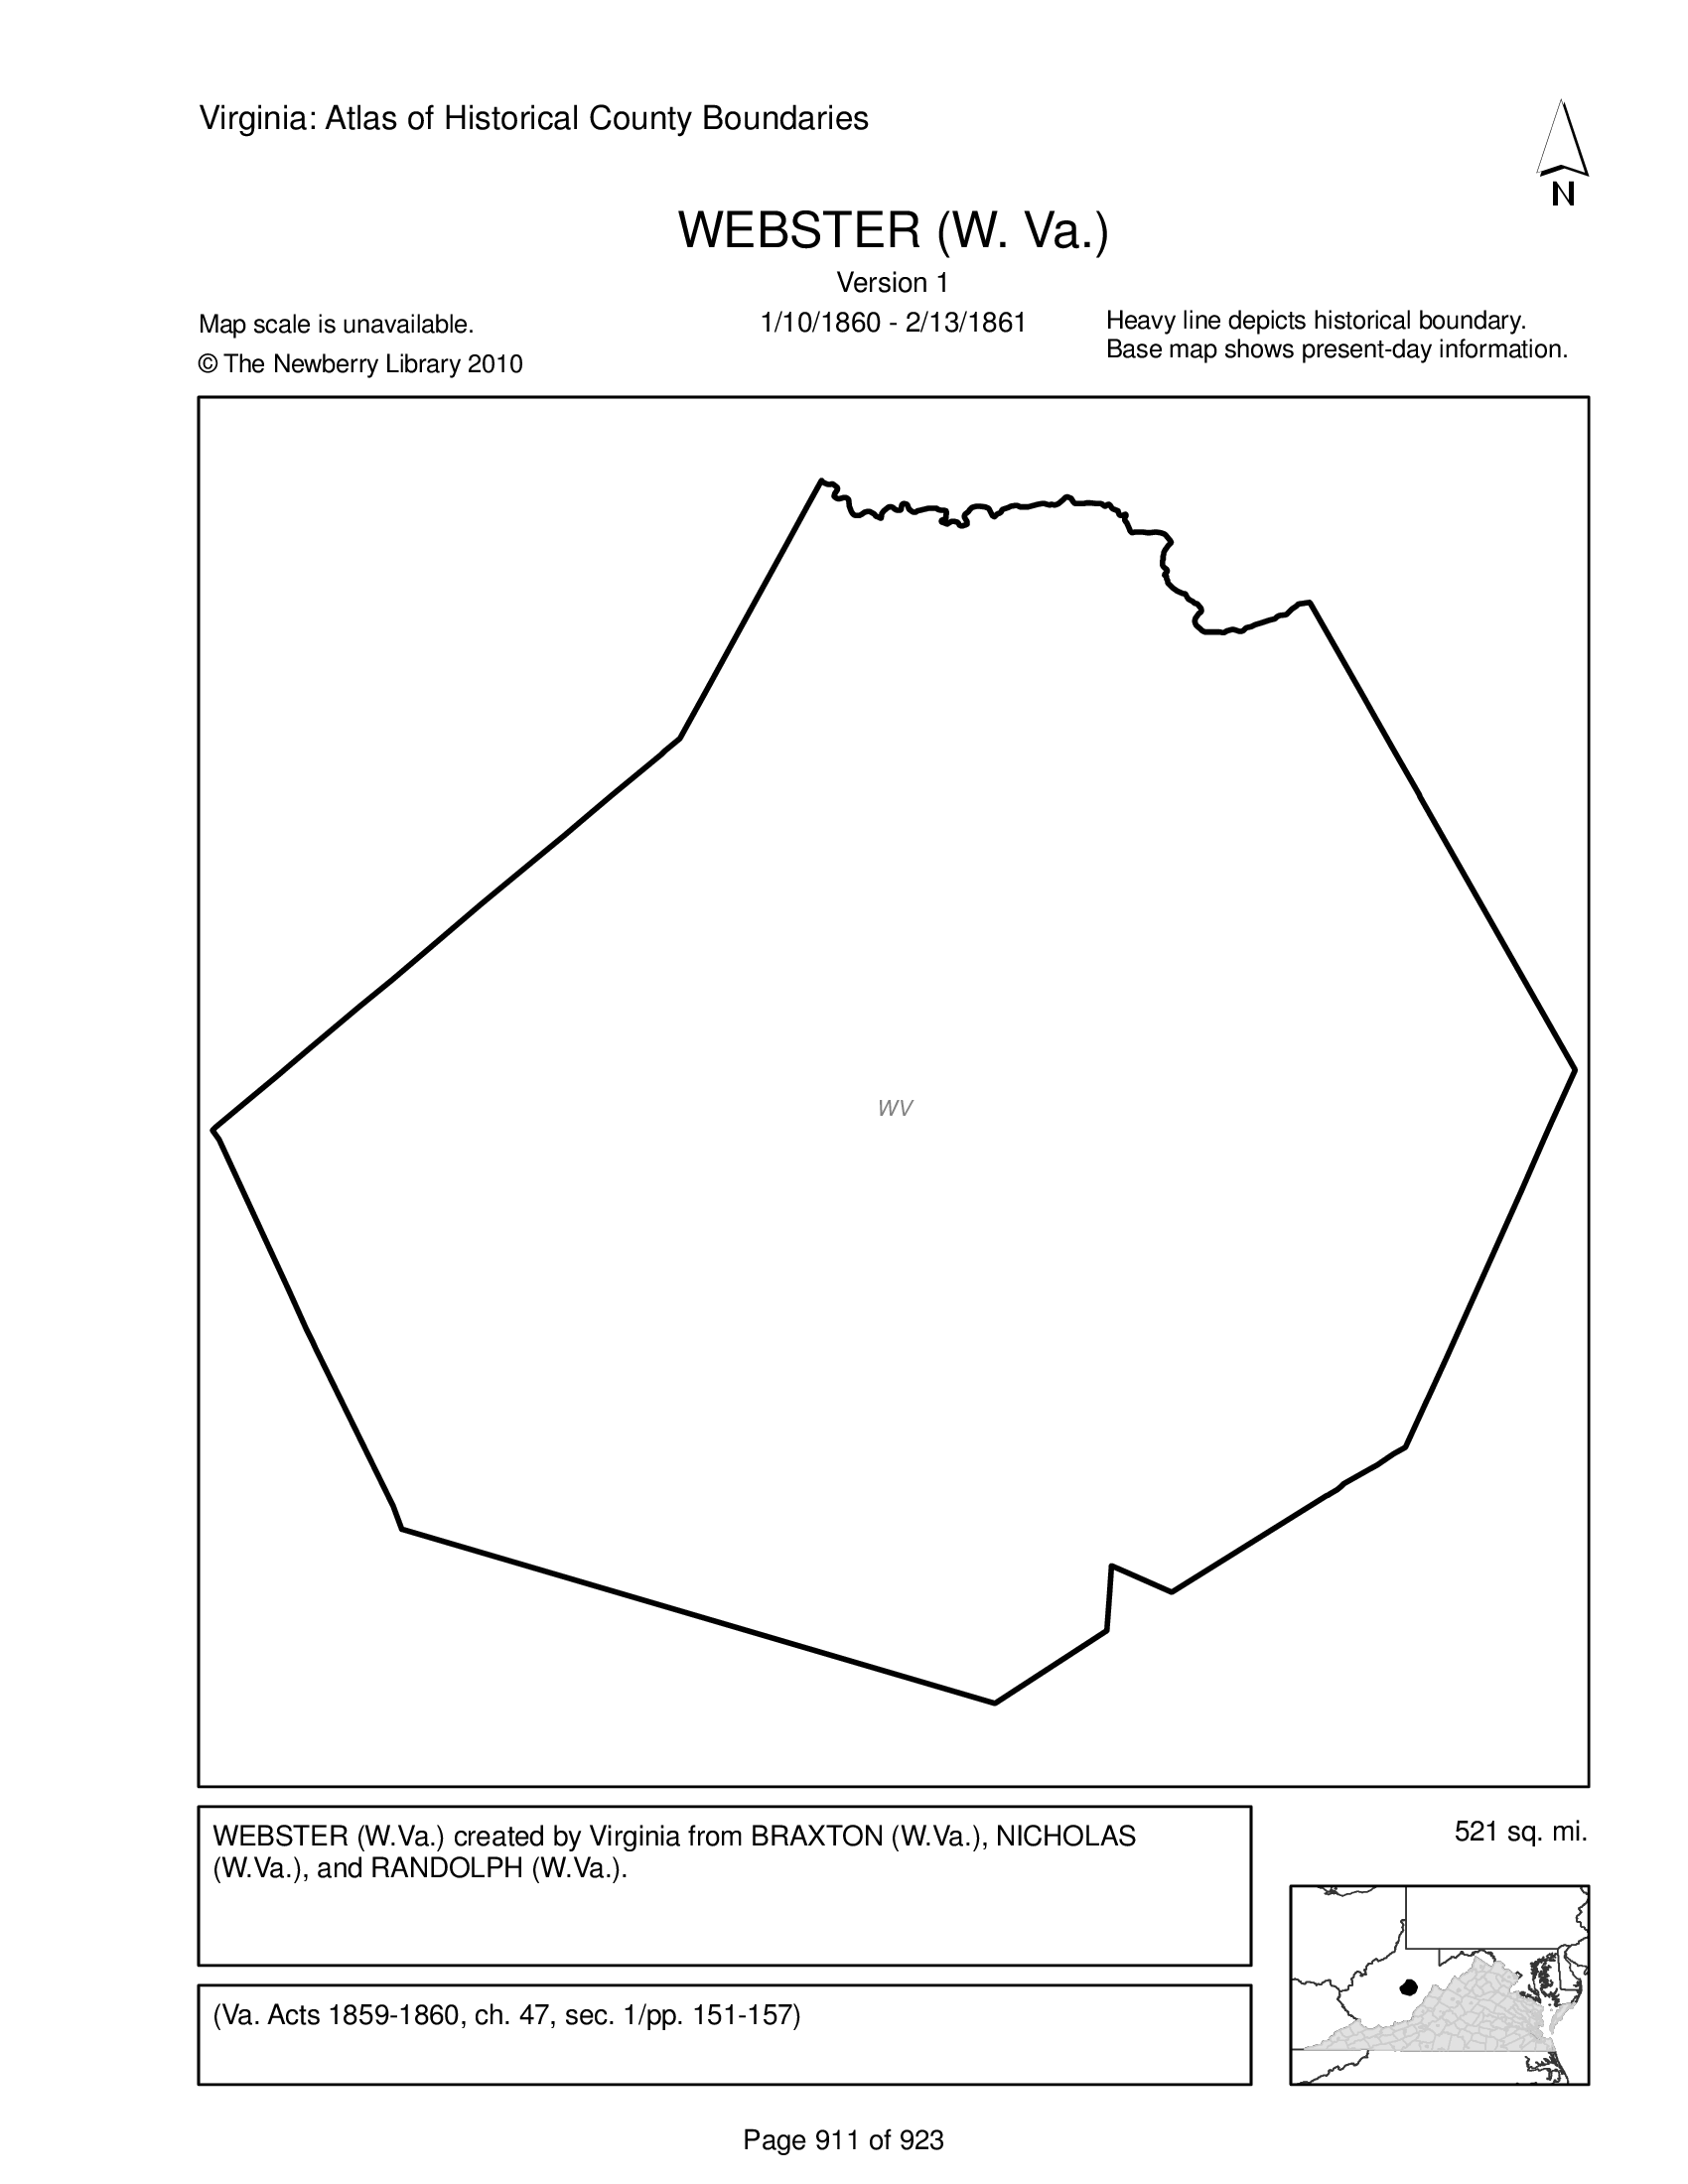 Virginia: Atlas of Historical County Boundaries
N
WEBSTER (W. Va.)
Version 1
1/10/1860 - 2/13/1861
Map scale is unavailable.
© The Newberry Library 2010
Heavy line depicts historical boundary.
Base map shows present-day information.
WV
WEBSTER (W.Va.) created by Virginia from BRAXTON (W.Va.), NICHOLAS
(W.Va.), and RANDOLPH (W.Va.).
521 sq. mi.
(Va. Acts 1859-1860, ch. 47, sec. 1/pp. 151-157)
Page 911 of 923